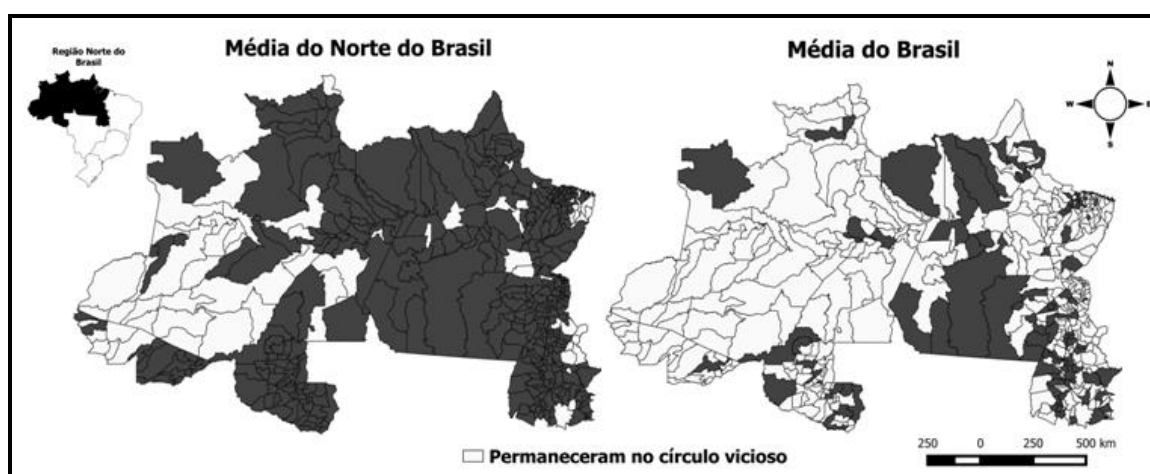 Região Norte do
Brasil
Média do Norte do Brasil
Média do Brasil
N
W
E
S
Permaneceram no círculo vicioso
250 0 250 500 km